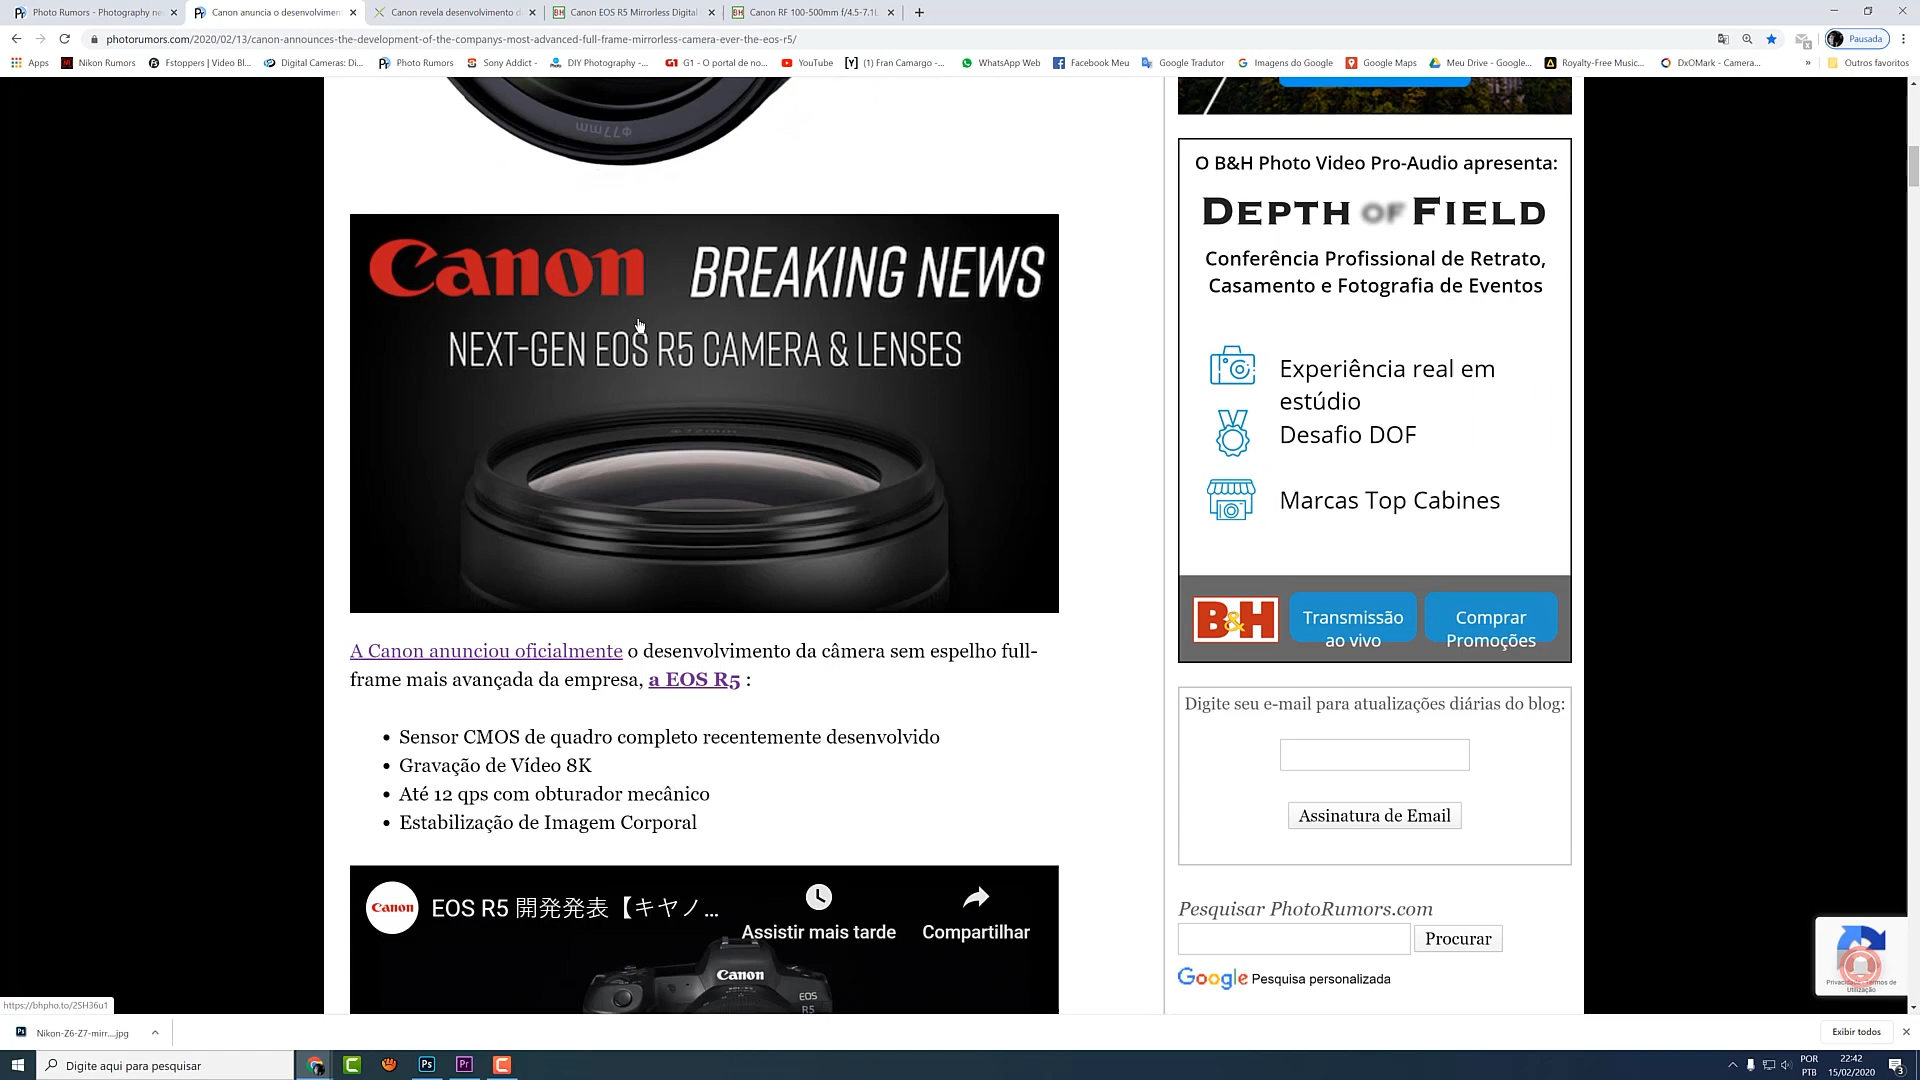 Photo Rumors - Photography ne
Canon anuncia o desenvolvimen
Canon revela desenvolvimento d
Canon EOS R5 Mirrorless Digital
Canon RF 100-500mm f/4.5-7.1L
photorumors.com/2020/02/13/canon-announces-the-development-of-the-companys-most-advanced-full-frame-mirrorless-camera-ever-the-eos-r5/
Pausada
Apps
Nikon Rumors
Fstoppers | Video Bl...
Digital Cameras: Di...
Photo Rumors
Sony Addict -
DIY Photography -...
G1 - O portal de no...
YouTube
(1) Fran Camargo -...
WhatsApp Web
Facebook Meu
Google Tradutor
Imagens do Google
Google Maps
Meu Drive - Google...
Royalty-Free Music...
DxOMark - Camera...
»
Outros favoritos
Φ77mm
Canon BREAKING NEWS
NEXT-GEN EOS R5 CAMERA & LENSES
Φ72mm
A Canon anunciou oficialmente o desenvolvimento da câmera sem espelho full-
frame mais avançada da empresa, a EOS R5 :
• Sensor CMOS de quadro completo recentemente desenvolvido
• Gravação de Vídeo 8K
• Até 12 qps com obturador mecânico
• Estabilização de Imagem Corporal
Canon
EOS R5 開発発表【キヤノ...
Assistir mais tarde
Compartilhar
Canon
EOS
R5
O B&H Photo Video Pro-Audio apresenta:
DEPTH OF FIELD
Conferência Profissional de Retrato,
Casamento e Fotografia de Eventos
Experiência real em
estúdio
Desafio DOF
Marcas Top Cabines
B&H
Transmissão
ao vivo
Comprar
Promoções
Digite seu e-mail para atualizações diárias do blog:
Assinatura de Email
Pesquisar PhotoRumors.com
Procurar
Google Pesquisa personalizada
https://bhpho.to/2SH36u1
Nikon-Z6-Z7-mirr....jpg
Exibir todos
Digite aqui para pesquisar
Ps
Pr
POR
PTB
22:42
15/02/2020
3